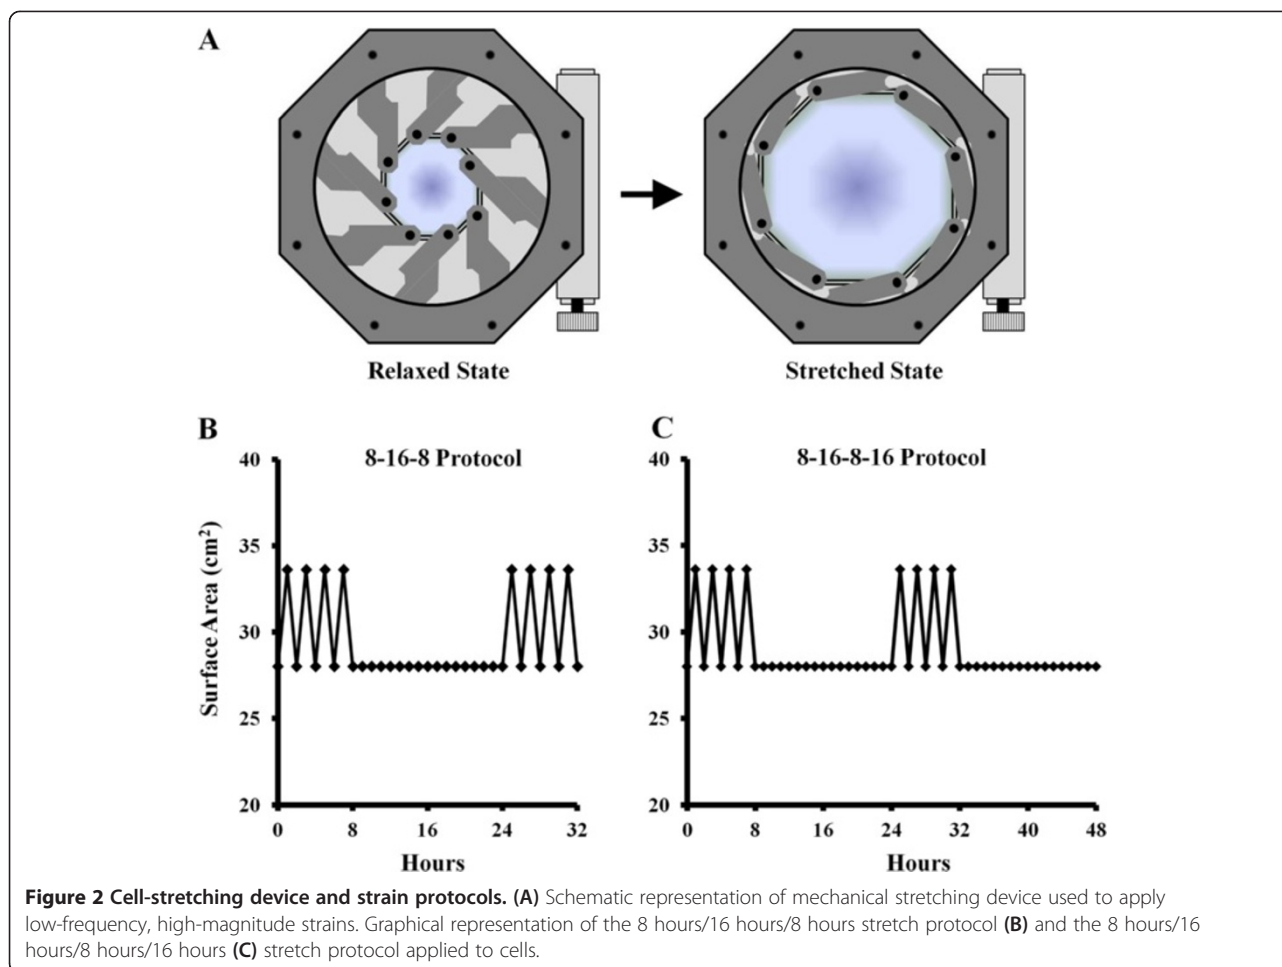 A
Relaxed State
Stretched State
B
8-16-8 Protocol
40
35
30
25
20
Surface Area (cm²)
0 8 16 24 32
Hours
C
8-16-8-16 Protocol
40
35
30
25
20
0 8 16 24 32 40 48
Hours
Figure 2 Cell-stretching device and strain protocols. (A) Schematic representation of mechanical stretching device used to apply
low-frequency, high-magnitude strains. Graphical representation of the 8 hours/16 hours/8 hours stretch protocol (B) and the 8 hours/16
hours/8 hours/16 hours (C) stretch protocol applied to cells.